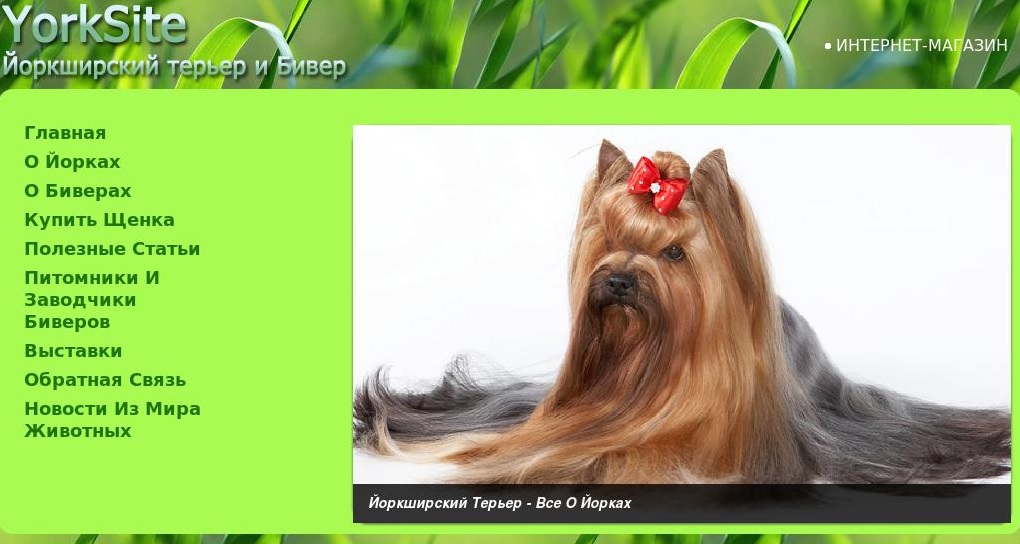 YorkSite
Йоркширский терьер и Бивер
ИНТЕРНЕТ-МАГАЗИН
Главная
О Йорках
О Биверах
Купить Щенка
Полезные Статьи
Питомники И
Заводчики
Биверов
Выставки
Обратная Связь
Новости Из Мира
Животных
Йоркширский Терьер - Все О Йорках